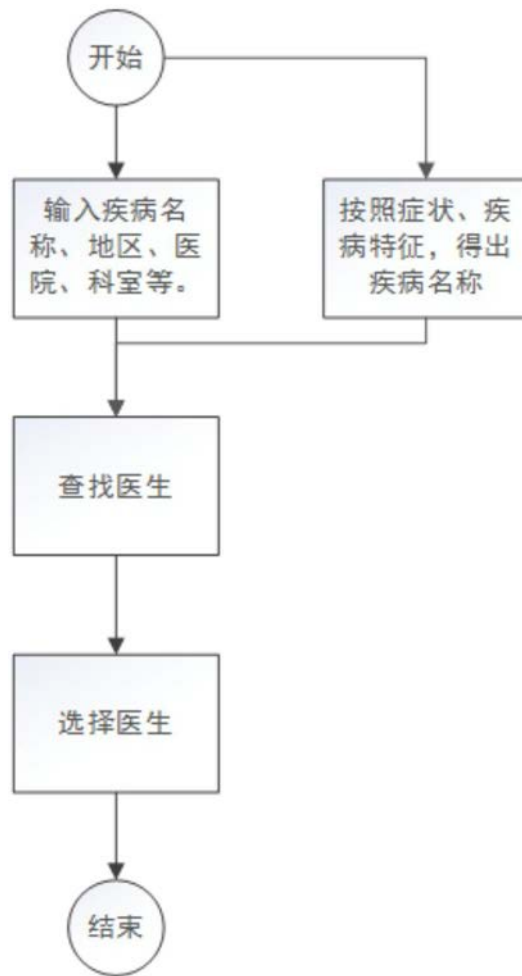 开始
输入疾病名
称、地区、医
院、科室等。
按照症状、疾
病特征，得出
疾病名称
查找医生
选择医生
结束